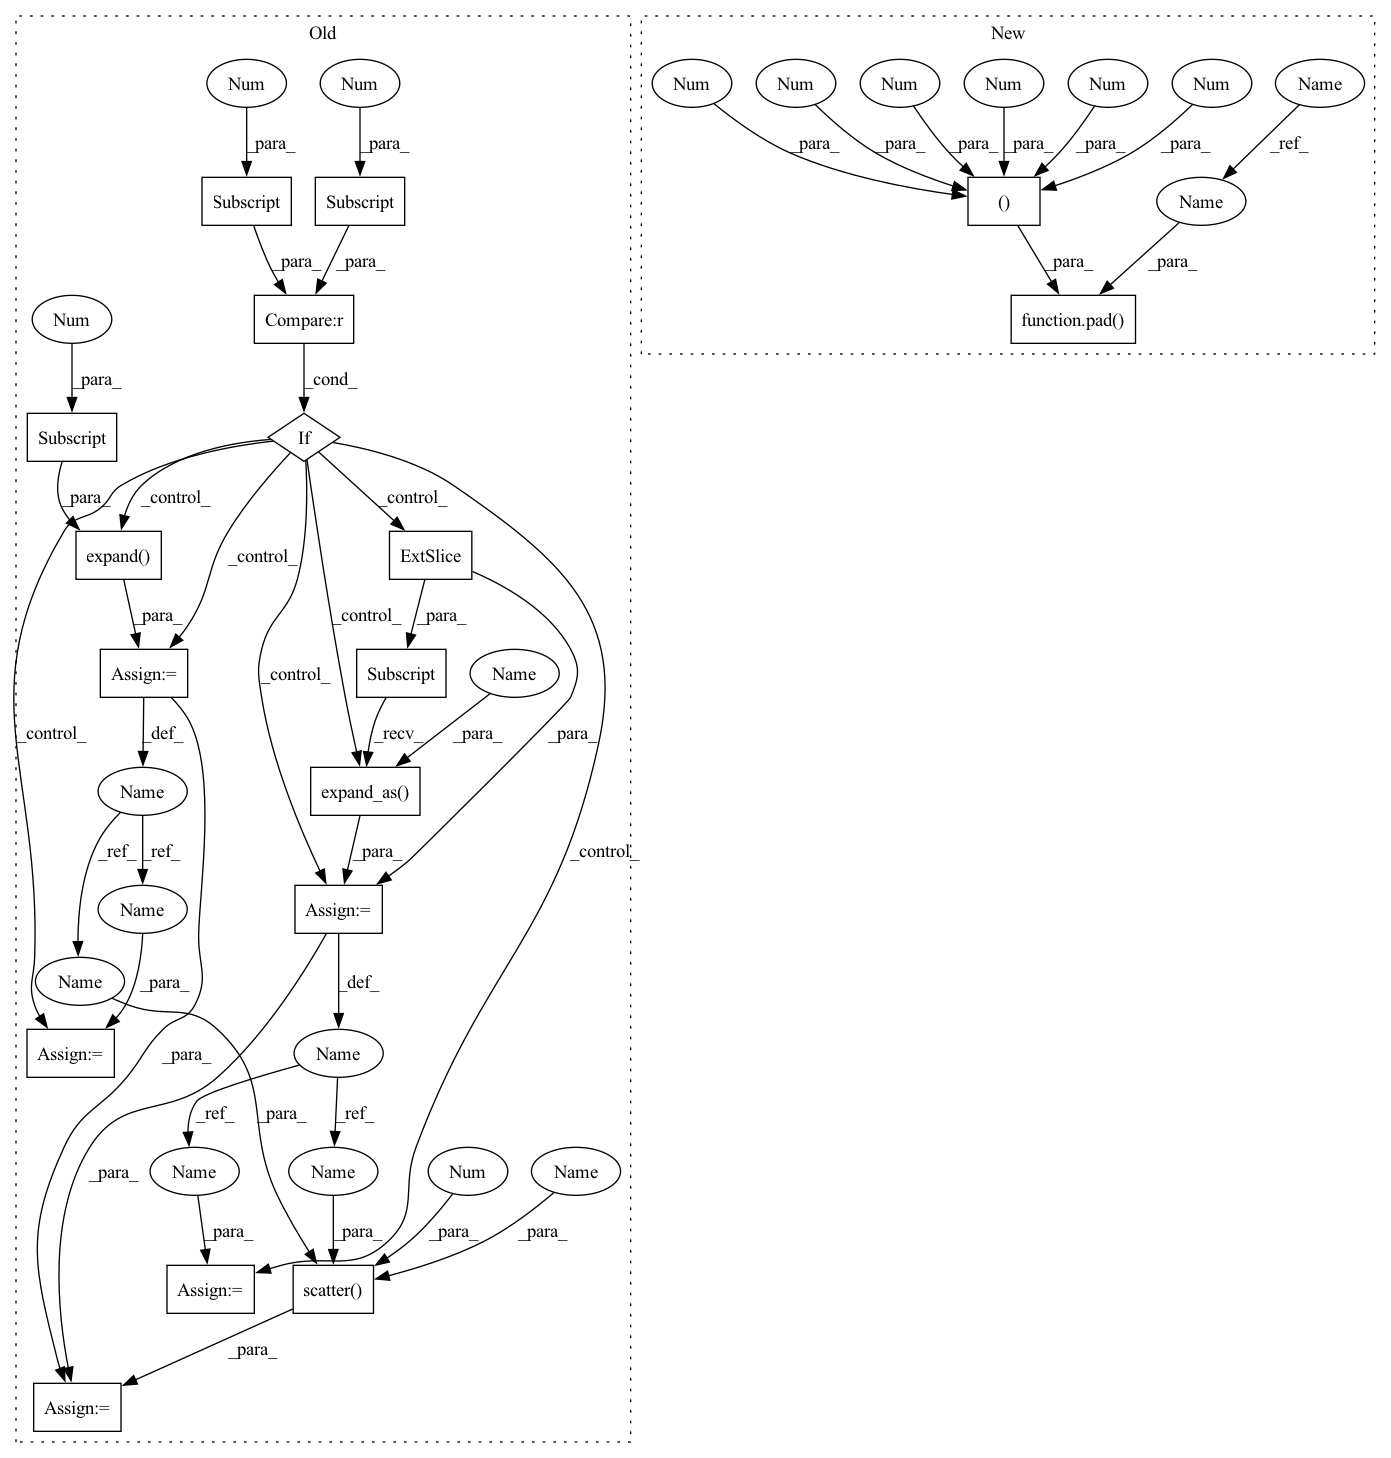 Old
New
Num
Num
Num
Num
Num
Num
Num
Num
Name
_para_
_para_
_para_
_para_
_para_
_para_
_para_
_para_
_ref_
Subscript
Subscript
()
Name
_para_
_para_
_para_
_para_
Num
Compare:r
function.pad()
_para_
_cond_
Subscript
If
_para_
_control_
_control_
expand()
ExtSlice
_control_
_para_
_control_
_para_
Assign:=
Subscript
Name
_control_
_control_
_def_
_recv_
_para_
_para_
Name
expand_as()
_ref_
_ref_
_para_
_control_
Name
Assign:=
Name
_para_
_def_
Assign:=
Name
_para_
_para_
_ref_
_ref_
Name
Name
Num
Name
_para_
_para_
_para_
_para_
_para_
Assign:=
scatter()
_para_
Assign:=